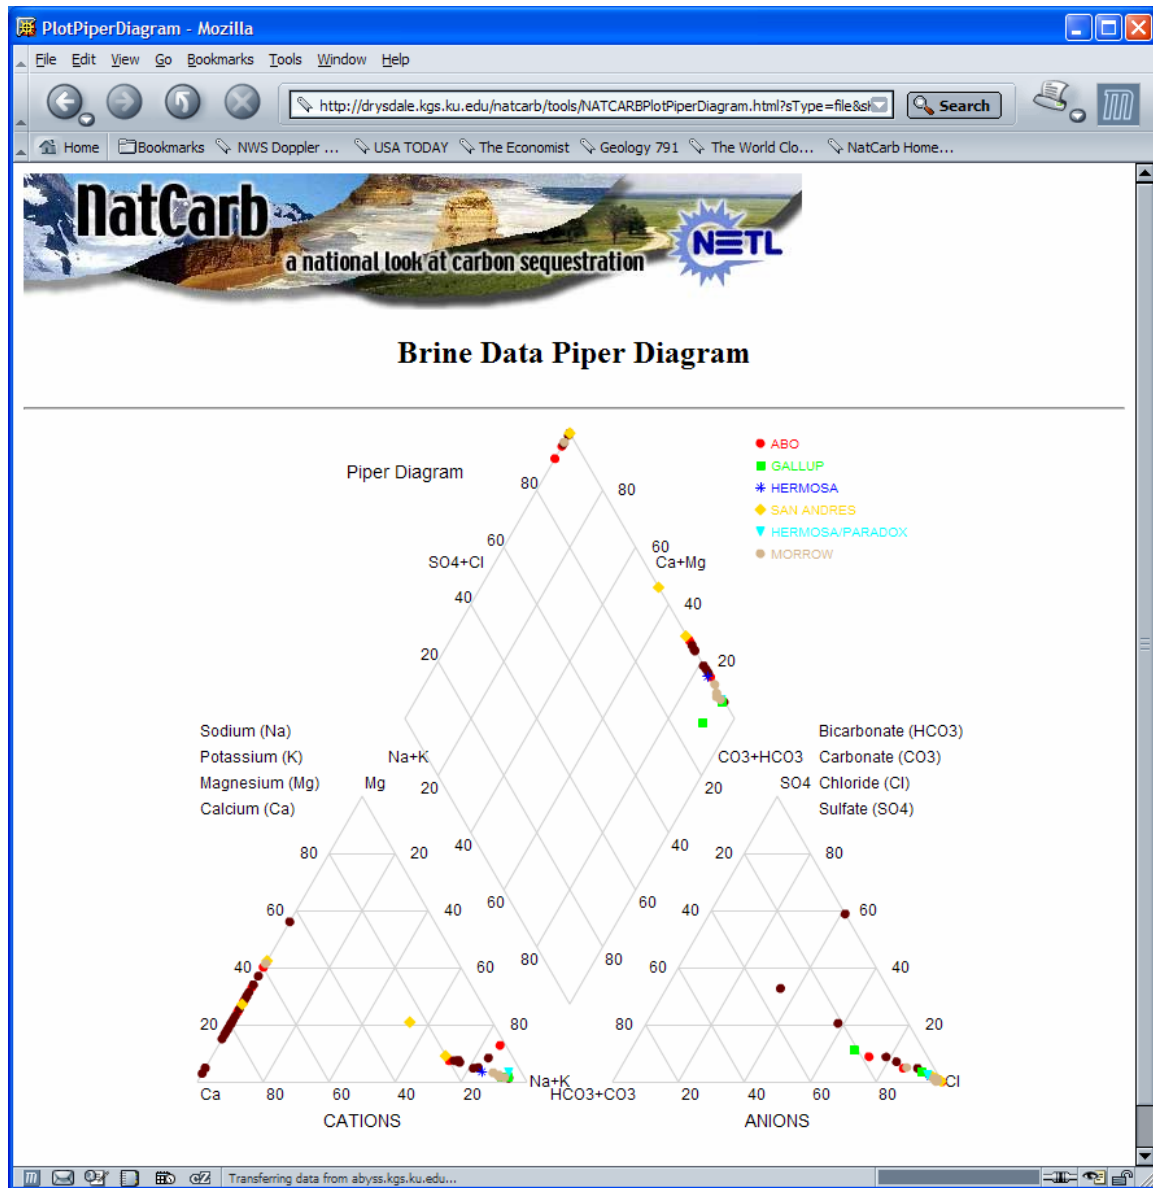 PlotPiperDiagram - Mozilla
File Edit View Go Bookmarks Tools Window Help
http://drysdale.kgs.ku.edu/natcarb/tools/NATCARBPlotPiperDiagram.html?sType=file&sk
Search
Home Bookmarks NWS Doppler ... USA TODAY The Economist Geology 791 The World Clo... NatCarb Home...
NatCarb
NETL
a national look at carbon sequestration
Brine Data Piper Diagram
Piper Diagram
ABO
GALLUP
HERMOSA
SAN ANDRES
HERMOSA/PARADOX
MORROW
80 80
60 60
SO4+Cl Ca+Mg
40 40
20 20
Sodium (Na) Bicarbonate (HCO3)
Potassium (K) Na+K CO3+HCO3 Carbonate (CO3)
Magnesium (Mg) Mg 20 20 SO4 Chloride (Cl)
Calcium (Ca) Sulfate (SO4)
80 20 40 40 20 80
60 40 60 60 40 60
40 60 80 80 60 40
20 80 80 20
Na+K Cl
Ca 80 60 40 20 HCO3+CO3 20 40 60 80
CATIONS ANIONS
Transferring data from abyss.kgs.ku.edu...